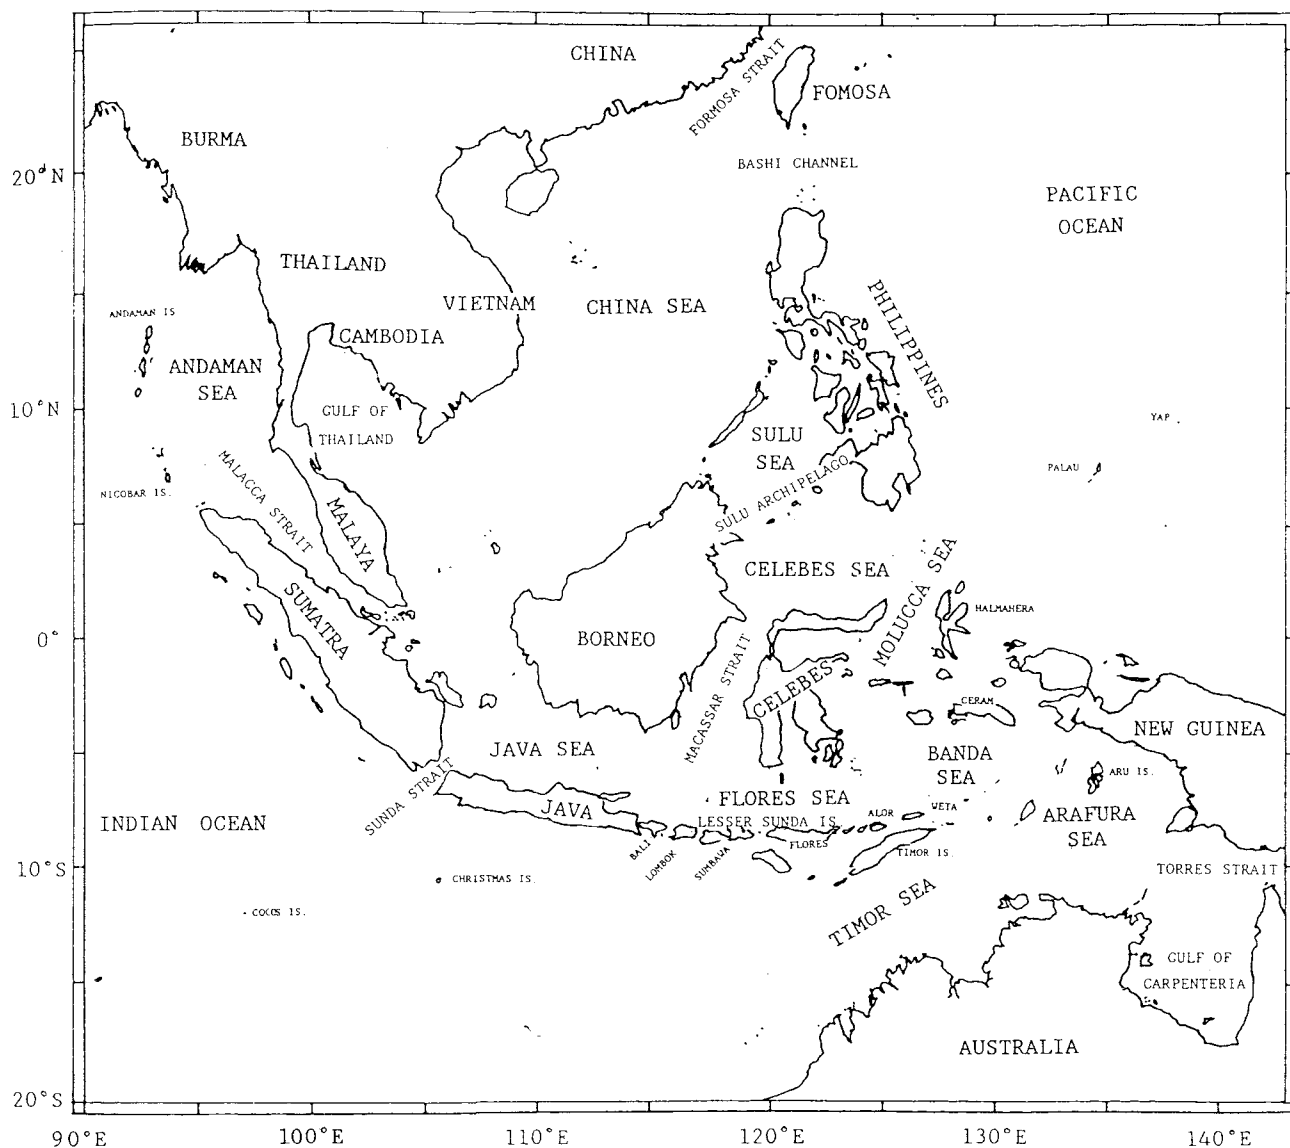 CHINA
FORMOSA STRAIT
FOMOSA
BURMA
BASHI CHANNEL
20°N
PACIFIC
OCEAN
THAILAND
VIETNAM
CHINA SEA
PHILIPPINES
ANDAMAN IS
CAMBODIA
ANDAMAN
SEA
10°N
GULF OF
THAILAND
YAP
SULU
SEA
PALAU
NICOBAR IS.
MALACCA STRAIT
MALAYA
SULU ARCHIPELAGO
CELEBES SEA
MOLUCCA SEA
HALMAHERA
SUMATRA
0°
BORNEO
MACASSAR STRAIT
CELEBES
CERAM
NEW GUINEA
JAVA SEA
BANDA
SEA
ARU IS.
SUNDA STRAIT
FLORES SEA
JAVA
LESSER SUNDA IS.
ALOR
WETA
ARAFURA
SEA
INDIAN OCEAN
BALI
LOMBOK
SUMBAWA
FLORES
TIMOR IS.
10°S
TORRES STRAIT
CHRISTMAS IS.
COCOS IS.
TIMOR SEA
GULF OF
CARPENTERIA
AUSTRALIA
20°S
90°E
100°E
110°E
120°E
130°E
140°E